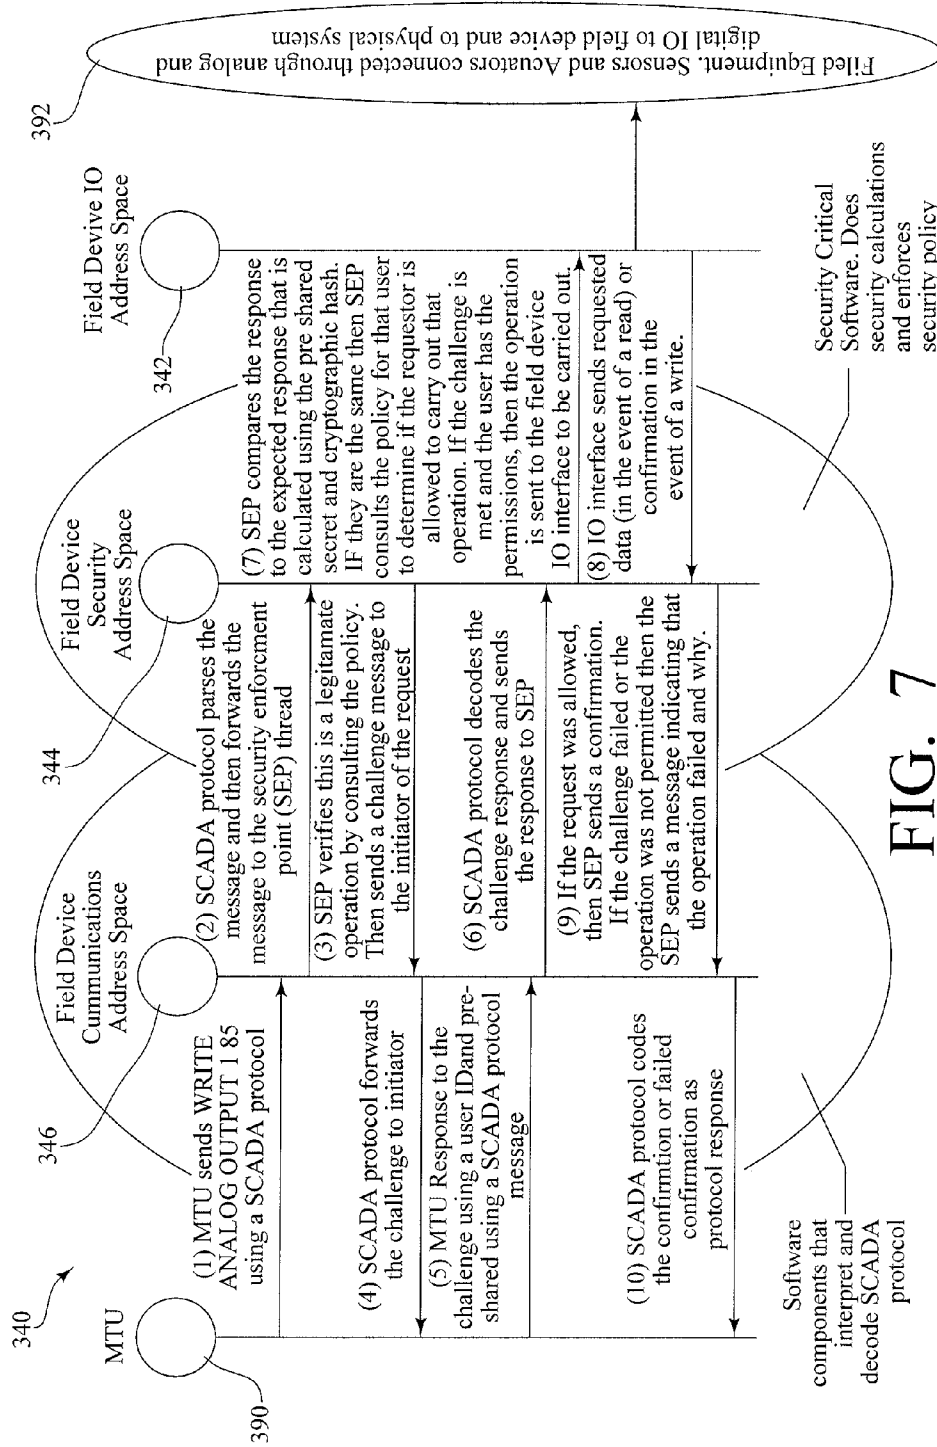 340
MTU
390
346
Field Device
Cummunications
Address Space
344
Field Device
Security
Address Space
342
Field Devive IO
Address Space
392
Filed Equipment. Sensors and Acuators connected through analog and
digital IO to field device and to physical system
(1) MTU sends WRITE
ANALOG OUTPUT 1 85
using a SCADA protocol
(2) SCADA protocol parses the
message and then forwards the
message to the security enforcment
point (SEP) thread
(3) SEP verifies this is a legitamate
operation by consulting the policy.
Then sends a challenge message to
the initiator of the request
(4) SCADA protocol forwards
the challenge to initiator
(5) MTU Response to the
challenge using a user IDand pre-
shared using a SCADA protocol
message
(6) SCADA protocol decodes the
challenge response and sends
the response to SEP
(7) SEP compares the response
to the expected response that is
calculated using the pre shared
secret and cryptographic hash.
IF they are the same then SEP
consults the policy for that user
to determine if the requestor is
allowed to carry out that
operation. If the challenge is
met and the user has the
permissions, then the operation
is sent to the field device
IO interface to be carried out.
(8) IO interface sends requested
data (in the event of a read) or
confirmation in the
event of a write.
(9) If the request was allowed,
then SEP sends a confirmation.
If the challenge failed or the
operation was not permitted then the
SEP sends a message indicating that
the operation failed and why.
(10) SCADA protocol codes
the confirmtion or failed
confirmation as
protocol response
Software
components that
interpret and
decode SCADA
protocol
Security Critical
Software. Does
security calculations
and enforces
security policy
FIG. 7